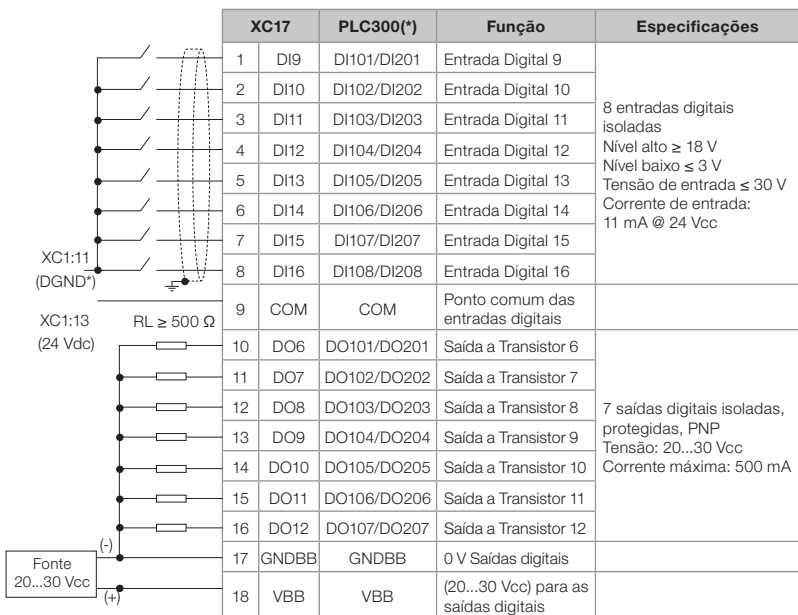 XC17 PLC300(*) Função Especificações
1 DI9 DI101/DI201 Entrada Digital 9
2 DI10 DI102/DI202 Entrada Digital 10
3 DI11 DI103/DI203 Entrada Digital 11
4 DI12 DI104/DI204 Entrada Digital 12
5 DI13 DI105/DI205 Entrada Digital 13
6 DI14 DI106/DI206 Entrada Digital 14
7 DI15 DI107/DI207 Entrada Digital 15
8 DI16 DI108/DI208 Entrada Digital 16
8 entradas digitais
isoladas
Nível alto ≥ 18 V
Nível baixo ≤ 3 V
Tensão de entrada ≤ 30 V
Corrente de entrada:
11 mA @ 24 Vcc
XC1:11
(DGND*)
9 COM COM Ponto comum das
entradas digitais
XC1:13
(24 Vdc)
RL ≥ 500 Ω
10 DO6 DO101/DO201 Saída a Transistor 6
11 DO7 DO102/DO202 Saída a Transistor 7
12 DO8 DO103/DO203 Saída a Transistor 8
13 DO9 DO104/DO204 Saída a Transistor 9
14 DO10 DO105/DO205 Saída a Transistor 10
15 DO11 DO106/DO206 Saída a Transistor 11
16 DO12 DO107/DO207 Saída a Transistor 12
7 saídas digitais isoladas,
protegidas, PNP
Tensão: 20...30 Vcc
Corrente máxima: 500 mA
(-)
17 GNDBB GNDBB 0 V Saídas digitais
Fonte
20...30 Vcc
(+)
18 VBB VBB (20...30 Vcc) para as
saídas digitais